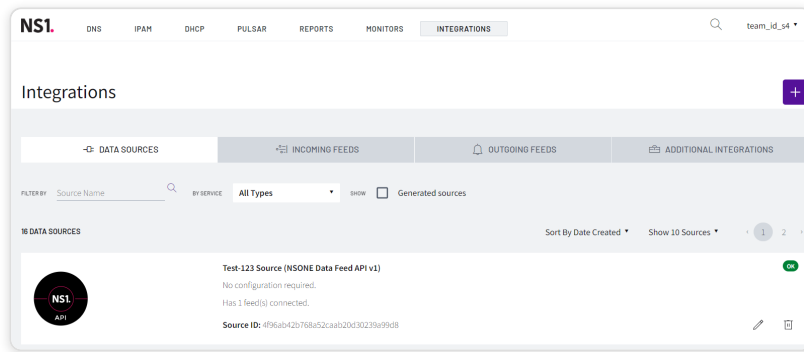 NS1. DNS IPAM DHCP PULSAR REPORTS MONITORS INTEGRATIONS team_id_s4
Integrations +
DATA SOURCES INCOMING FEEDS OUTGOING FEEDS ADDITIONAL INTEGRATIONS
FILTER BY Source Name BY SERVICE All Types SHOW Generated sources
16 DATA SOURCES Sort By Date Created Show 10 Sources 1 2
Test-123 Source (NSONE Data Feed API v1) OK
No configuration required.
NS1. Has 1 feed(s) connected.
API
Source ID: 4f96ab42b768a52caab20d30239a99d8